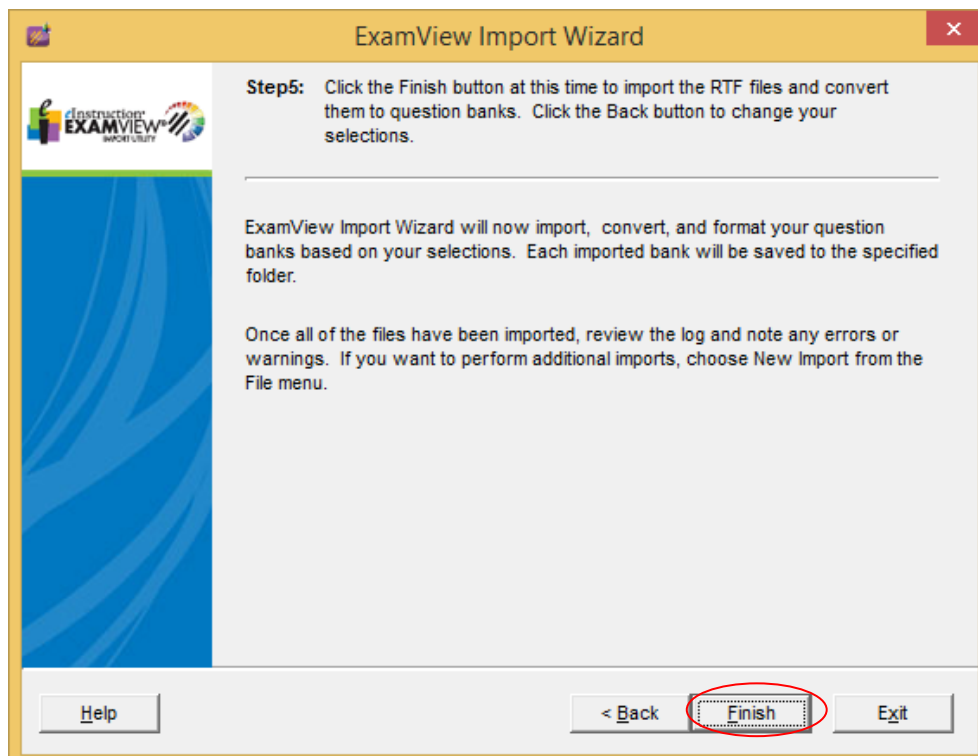 ExamView Import Wizard
eInstruction®
EXAMVIEW®
IMPORT UTILITY
Step5: Click the Finish button at this time to import the RTF files and convert
them to question banks. Click the Back button to change your
selections.
ExamView Import Wizard will now import, convert, and format your question
banks based on your selections. Each imported bank will be saved to the specified
folder.
Once all of the files have been imported, review the log and note any errors or
warnings. If you want to perform additional imports, choose New Import from the
File menu.
Help
< Back
Finish
Exit